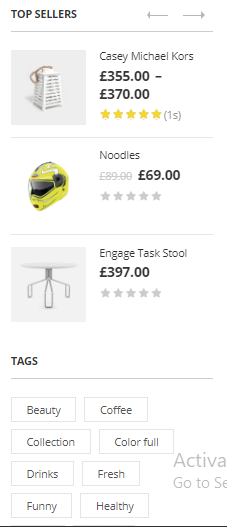 TOP SELLERS
Casey Michael Kors
£355.00 –
£370.00
(1s)
Noodles
£89.00 £69.00
Engage Task Stool
£397.00
TAGS
Beauty Coffee
Collection Color full
Drinks Fresh
Funny Healthy
Activa
Go to Se